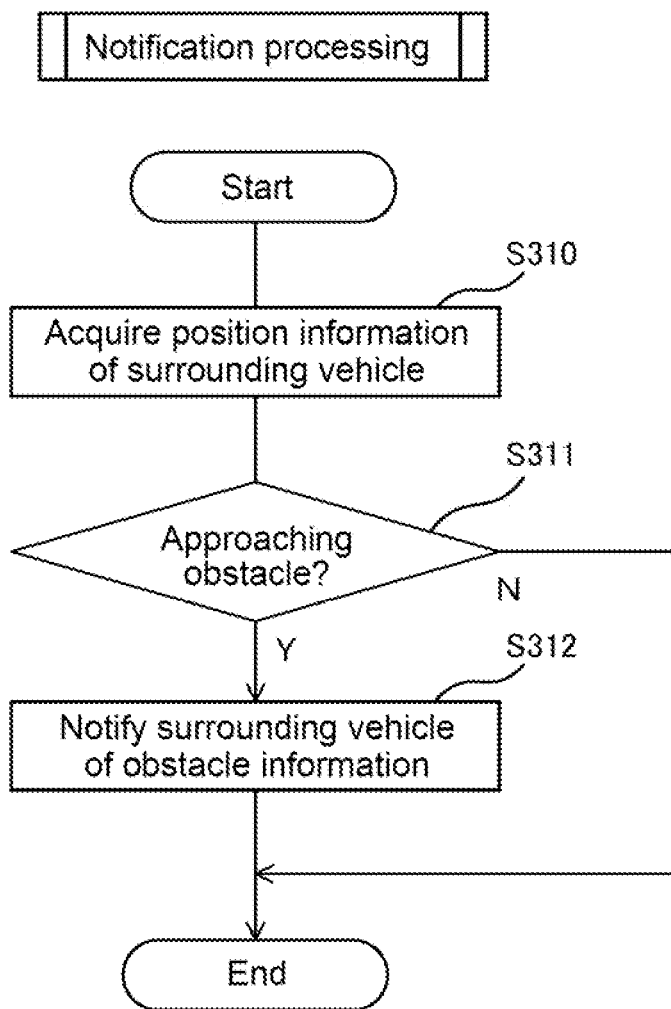 Notification processing
Start
S310
Acquire position information
of surrounding vehicle
S311
Approaching
obstacle?
N
Y
S312
Notify surrounding vehicle
of obstacle information
End